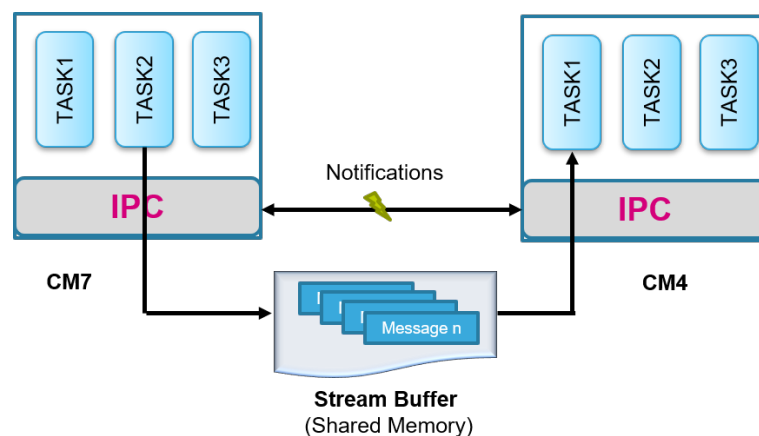 TASK1
TASK2
TASK3
TASK1
TASK2
TASK3
Notifications
IPC
IPC
CM7
CM4
Message n
Stream Buffer
(Shared Memory)